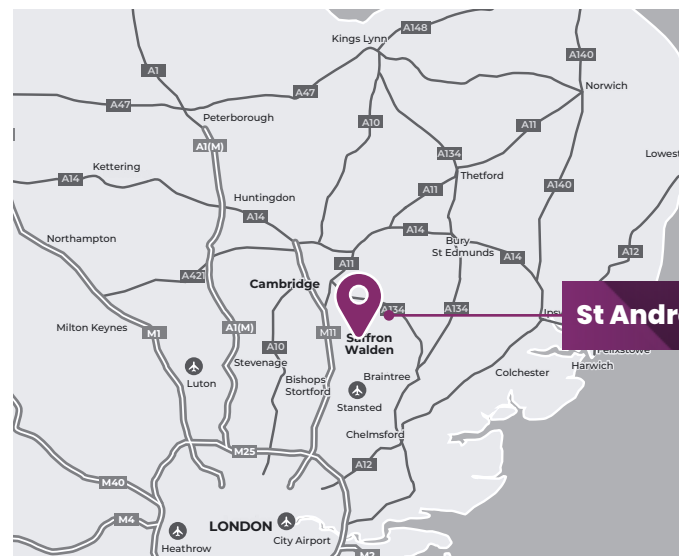 A148
Kings Lynn
A140
A1
A47
Norwich
A47
Peterborough
A10
A11
A1(M)
A134
Kettering
Thetford
A14
A11
A140
Huntingdon
A14
A14
Northampton
Bury
St Edmunds
A14
A12
A11
A421
Cambridge
A134
A134
St Andr
Milton Keynes
M1
A1(M)
M11
Saffron
Walden
A10
Stevenage
Felixstowe
Harwich
Luton
Bishops
Stortford
Braintree
Colchester
Stansted
Chelmsford
M25
A12
M40
M4
LONDON
City Airport
Heathrow
M2